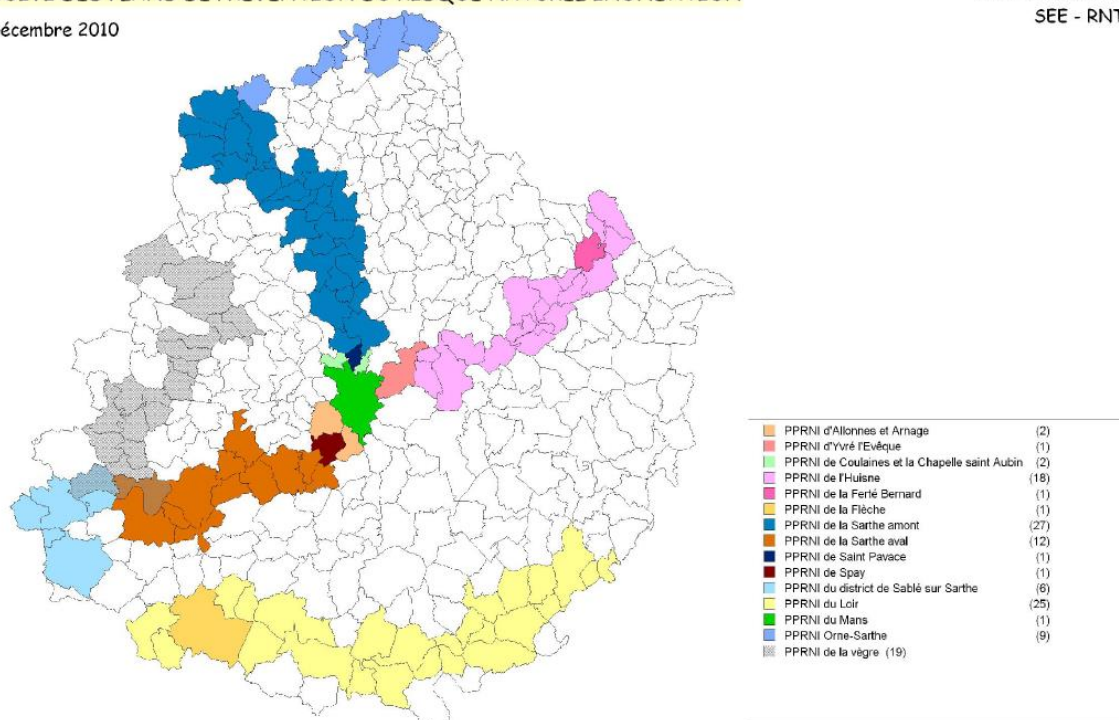 écembre 2010
SEE - RNT
PPRNI d'Allonnes et Arnage (2)
PPRNI d'Yvré l'Evêque (1)
PPRNI de Coulaines et la Chapelle saint Aubin (2)
PPRNI de l'Huisne (18)
PPRNI de la Ferté Bernard (1)
PPRNI de la Flèche (1)
PPRNI de la Sarthe amont (27)
PPRNI de la Sarthe aval (12)
PPRNI de Saint Pavace (1)
PPRNI de Spay (1)
PPRNI du district de Sablé sur Sarthe (6)
PPRNI du Loir (25)
PPRNI du Mans (1)
PPRNI Orne-Sarthe (9)
PPRNI de la vègre (19)